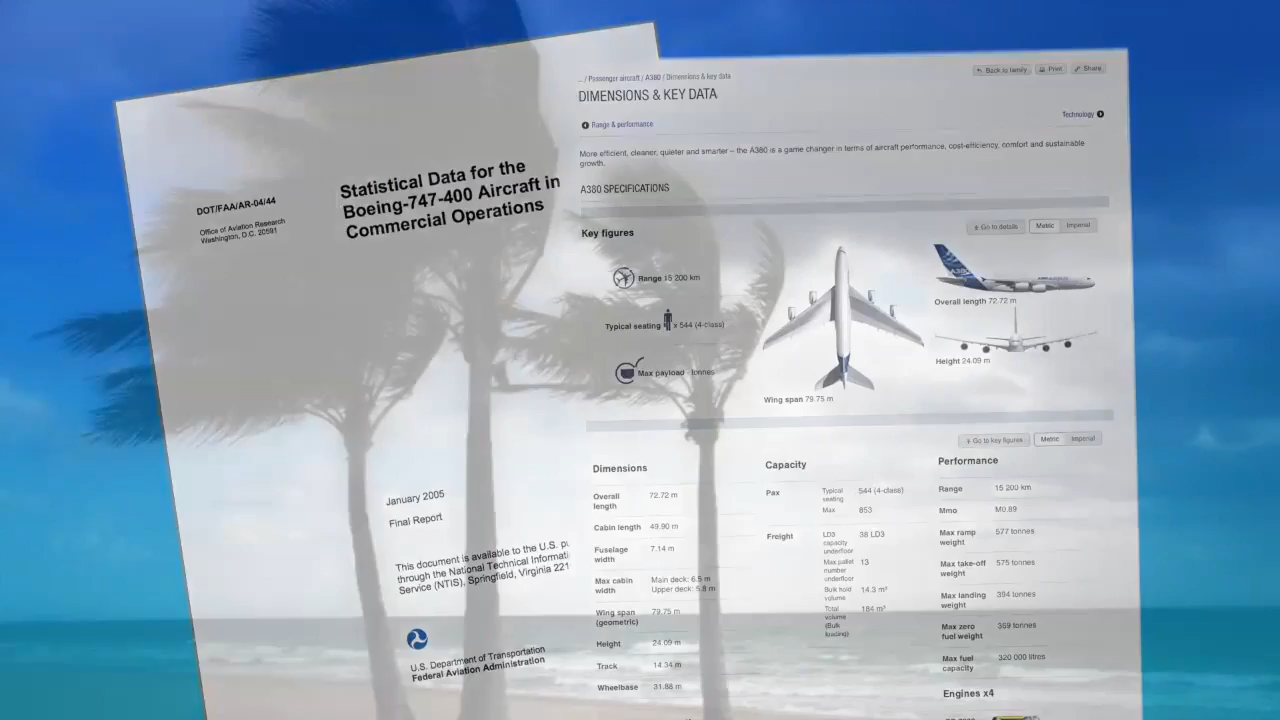 DOT/FAA/AR-04/44
Office of Aviation Research
Washington, D.C. 20591
Statistical Data for the
Boeing-747-400 Aircraft in
Commercial Operations
January 2005
Final Report
This document is available to the U.S. pu
through the National Technical Informati
Service (NTIS), Springfield, Virginia 221
U.S. Department of Transportation
Federal Aviation Administration
... / Passenger aircraft / A380 / Dimensions & key data
Back to family
Print
Share
DIMENSIONS & KEY DATA
Range & performance
Technology
More efficient, cleaner, quieter and smarter – the A380 is a game changer in terms of aircraft performance, cost-efficiency, comfort and sustainable
growth.
A380 SPECIFICATIONS
Key figures
Go to details
Metric
Imperial
Range 15 200 km
Typical seating x 544 (4-class)
Max payload - tonnes
Wing span 79.75 m
A380
Overall length 72.72 m
Height 24.09 m
Go to key figures
Metric
Imperial
Dimensions
Overall 72.72 m
length
Cabin length 49.90 m
Fuselage 7.14 m
width
Max cabin Main deck: 6.5 m
width Upper deck: 5.8 m
Wing span 79.75 m
(geometric)
Height 24.09 m
Track 14.34 m
Wheelbase 31.88 m
Capacity
Pax Typical 544 (4-class)
seating
Max 853
Freight LD3 38 LD3
capacity
underfloor
Max pallet 13
number
underfloor
Bulk hold 14.3 m³
volume
Total 184 m³
volume
(Bulk
loading)
Performance
Range 15 200 km
Mmo M0.89
Max ramp 577 tonnes
weight
Max take-off 575 tonnes
weight
Max landing 394 tonnes
weight
Max zero 369 tonnes
fuel weight
Max fuel 320 000 litres
capacity
Engines x4